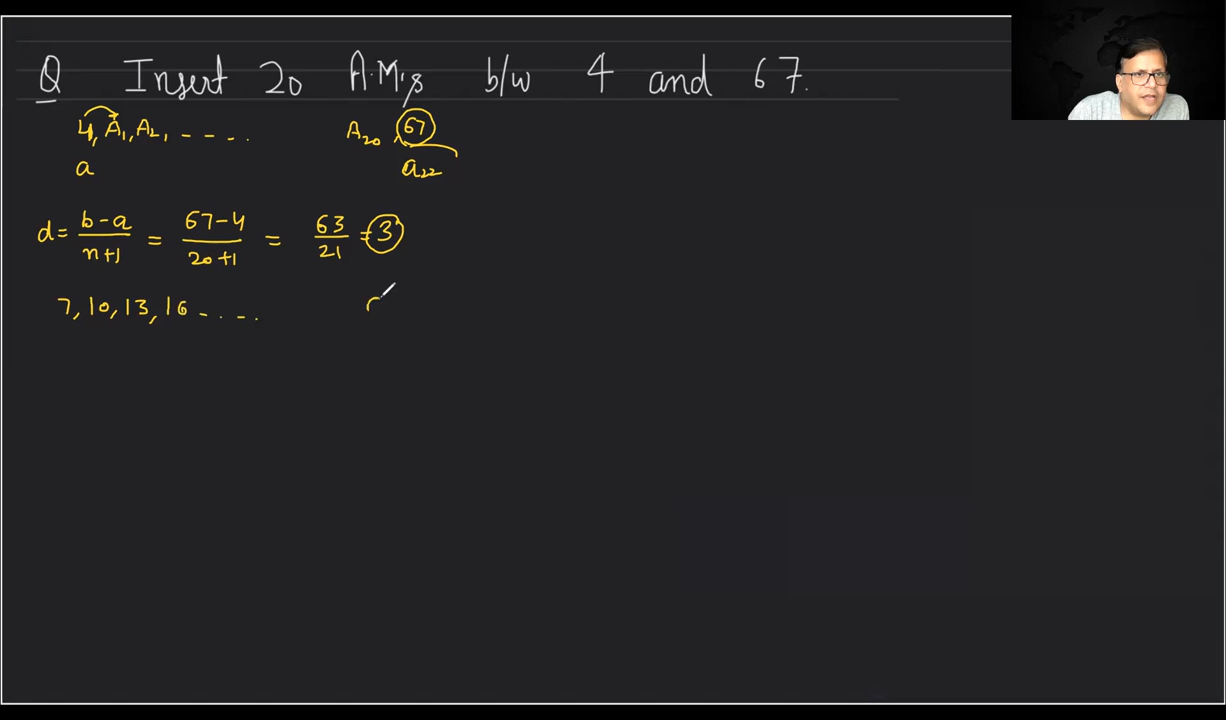 Q Insert 20 A.M.s b/w 4 and 67.
4, A₁, A₂, - - - . A₂₀, 67
a a₂₂
d = b-a/n+1 = 67-4/20+1 = 63/21 = 3
7, 10, 13, 16 - . - .